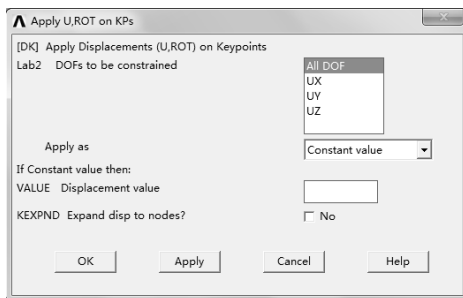 Apply U,ROT on KPs
[DK] Apply Displacements (U,ROT) on Keypoints
Lab2 DOFs to be constrained
All DOF
UX
UY
UZ
Apply as
Constant value
If Constant value then:
VALUE Displacement value
KEXPND Expand disp to nodes?
No
OK Apply Cancel Help